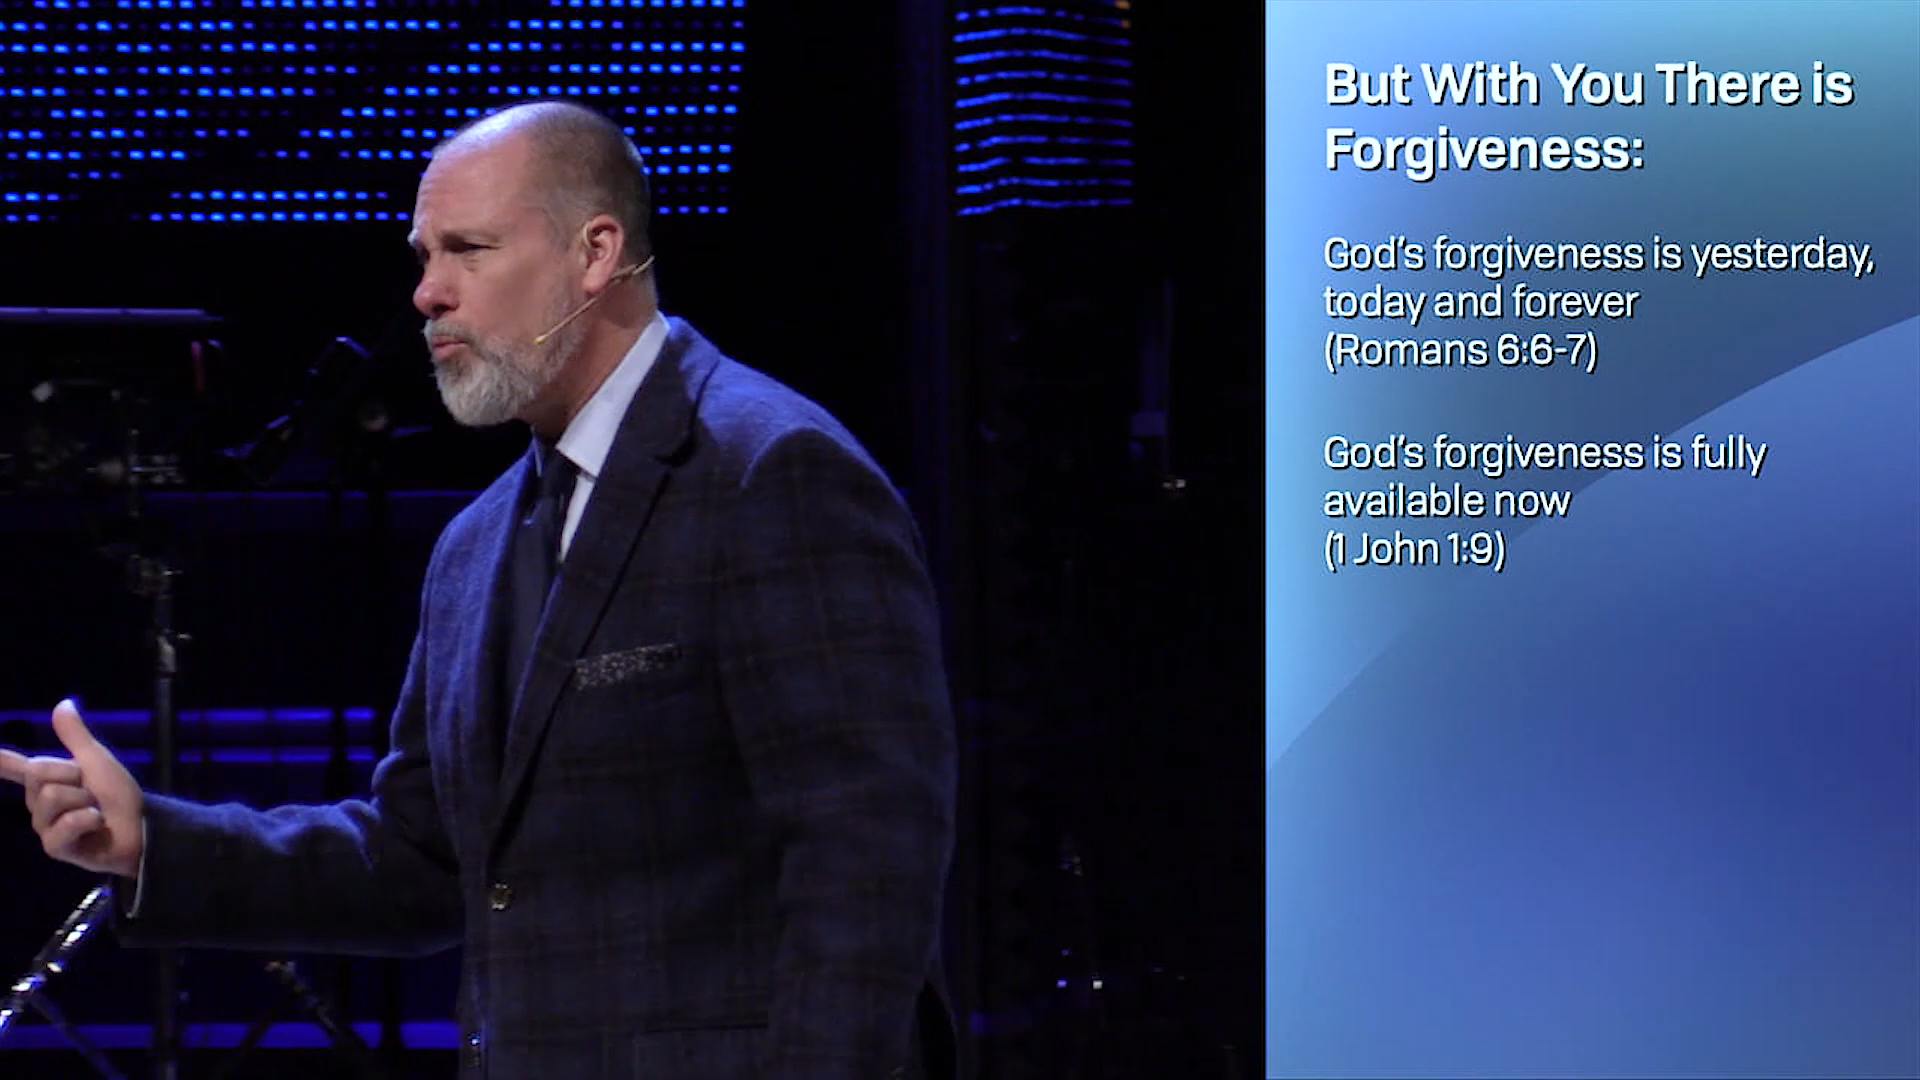 But With You There is
Forgiveness:
God's forgiveness is yesterday,
today and forever
(Romans 6:6-7)
God's forgiveness is fully
available now
(1 John 1:9)